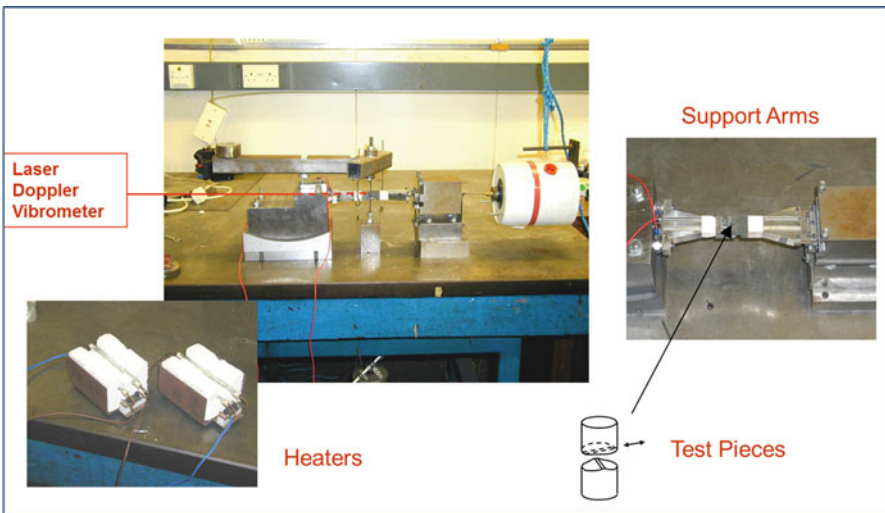 Support Arms
Laser
Doppler
Vibrometer
Heaters
Test Pieces